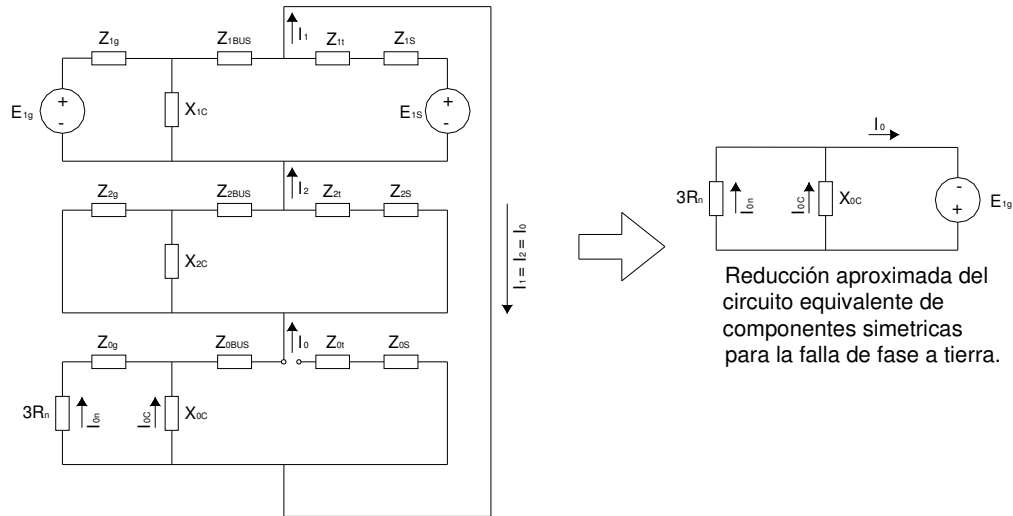 I1
Z1g
Z1BUS
Z1t
Z1S
E1g
+
-
X1C
E1S
+
-
I2
Z2g
Z2BUS
Z2t
Z2S
X2C
I1 = I2 = I0
I0
Z0g
Z0BUS
Z0t
Z0S
3Rn
I0n
I0C
X0C
I0
3Rn
I0n
I0C
X0C
-
+
E1g
Reducción aproximada del
circuito equivalente de
componentes simetricas
para la falla de fase a tierra.